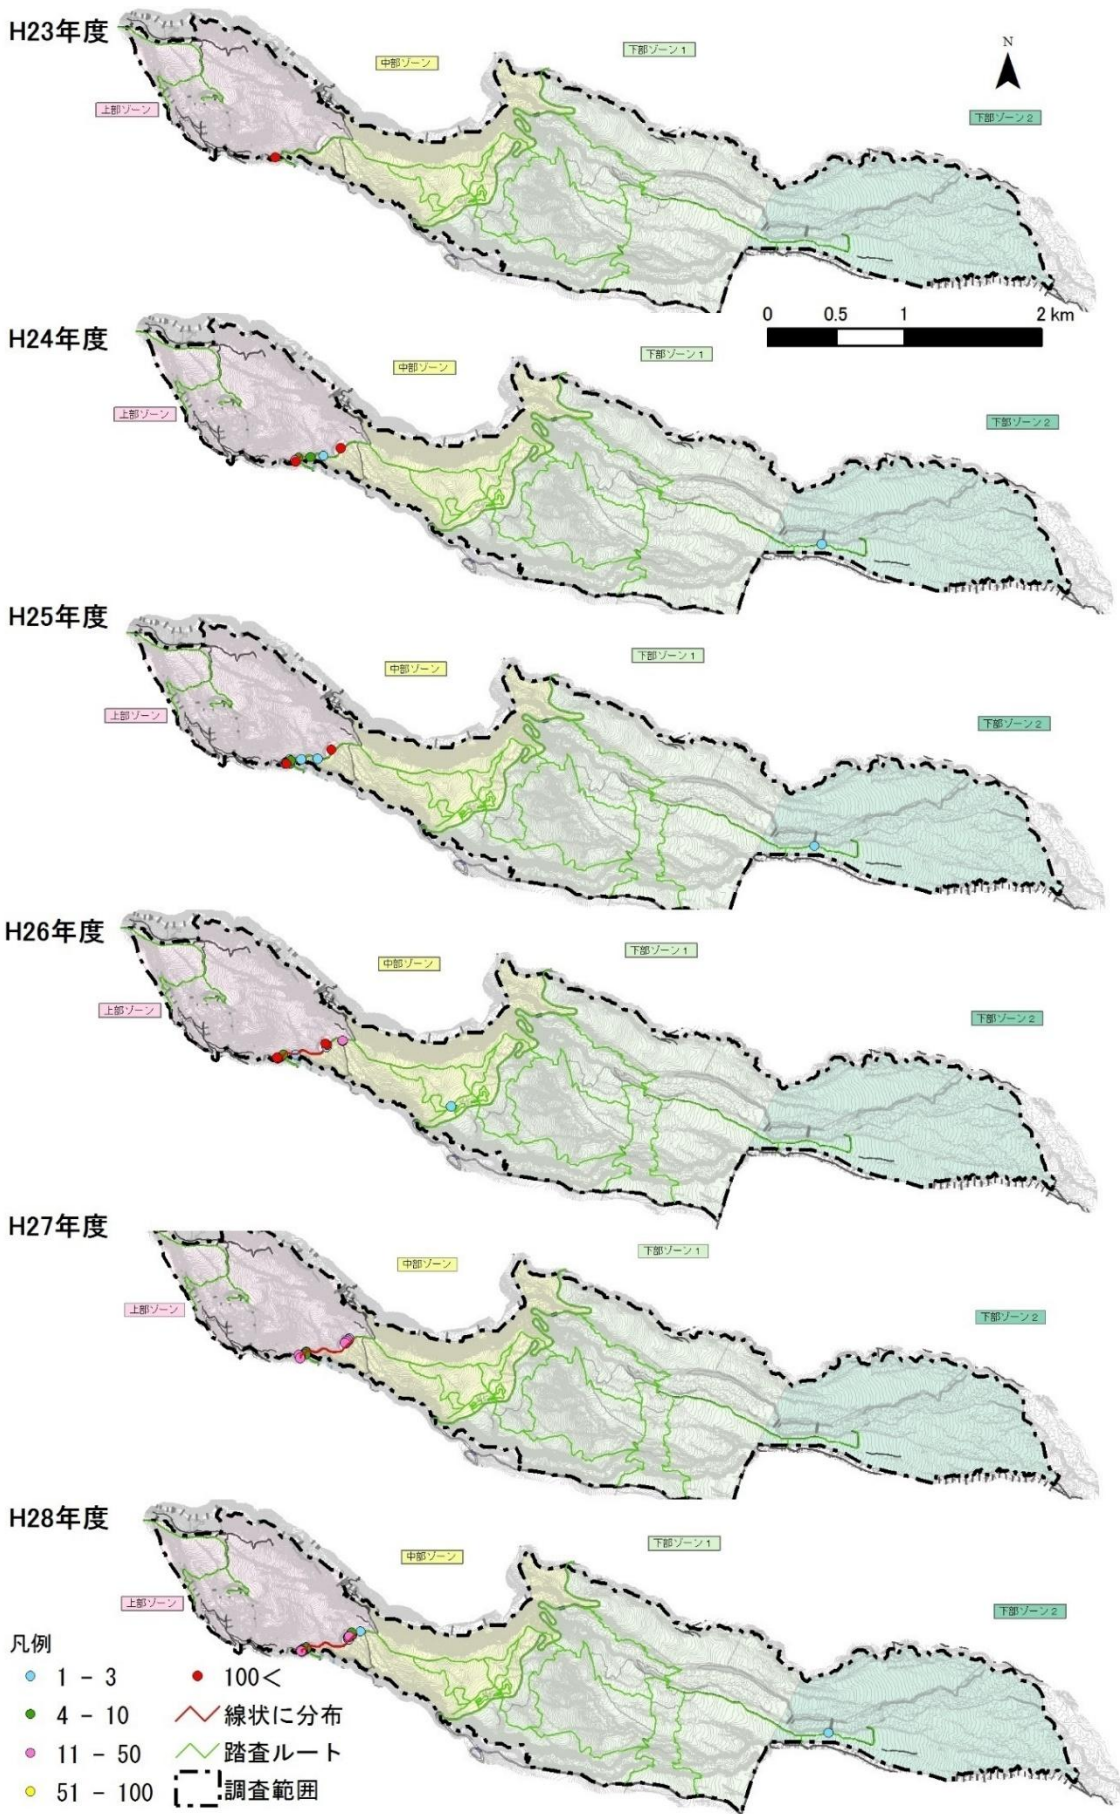 H23年度
中部ゾーン
下部ゾーン1
N
上部ゾーン
下部ゾーン2
0 0.5 1 2 km
H24年度
中部ゾーン
下部ゾーン1
上部ゾーン
下部ゾーン2
H25年度
中部ゾーン
下部ゾーン1
上部ゾーン
下部ゾーン2
H26年度
中部ゾーン
下部ゾーン1
上部ゾーン
下部ゾーン2
H27年度
中部ゾーン
下部ゾーン1
上部ゾーン
下部ゾーン2
H28年度
中部ゾーン
下部ゾーン1
上部ゾーン
下部ゾーン2
凡例
1 - 3
100<
4 - 10
線状に分布
11 - 50
踏査ルート
51 - 100
調査範囲